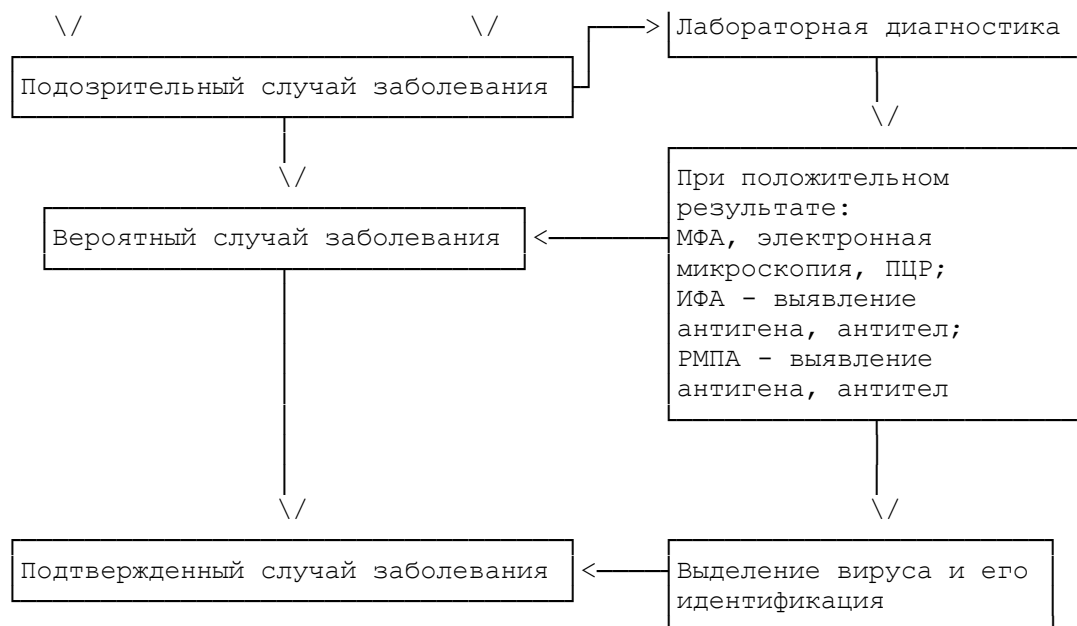 Лабораторная диагностика
Подозрительный случай заболевания
При положительном
результате:
МФА, электронная
микроскопия, ПЦР;
ИФА - выявление
антигена, антител;
РМПА - выявление
антигена, антител
Вероятный случай заболевания
Подтвержденный случай заболевания
Выделение вируса и его
идентификация